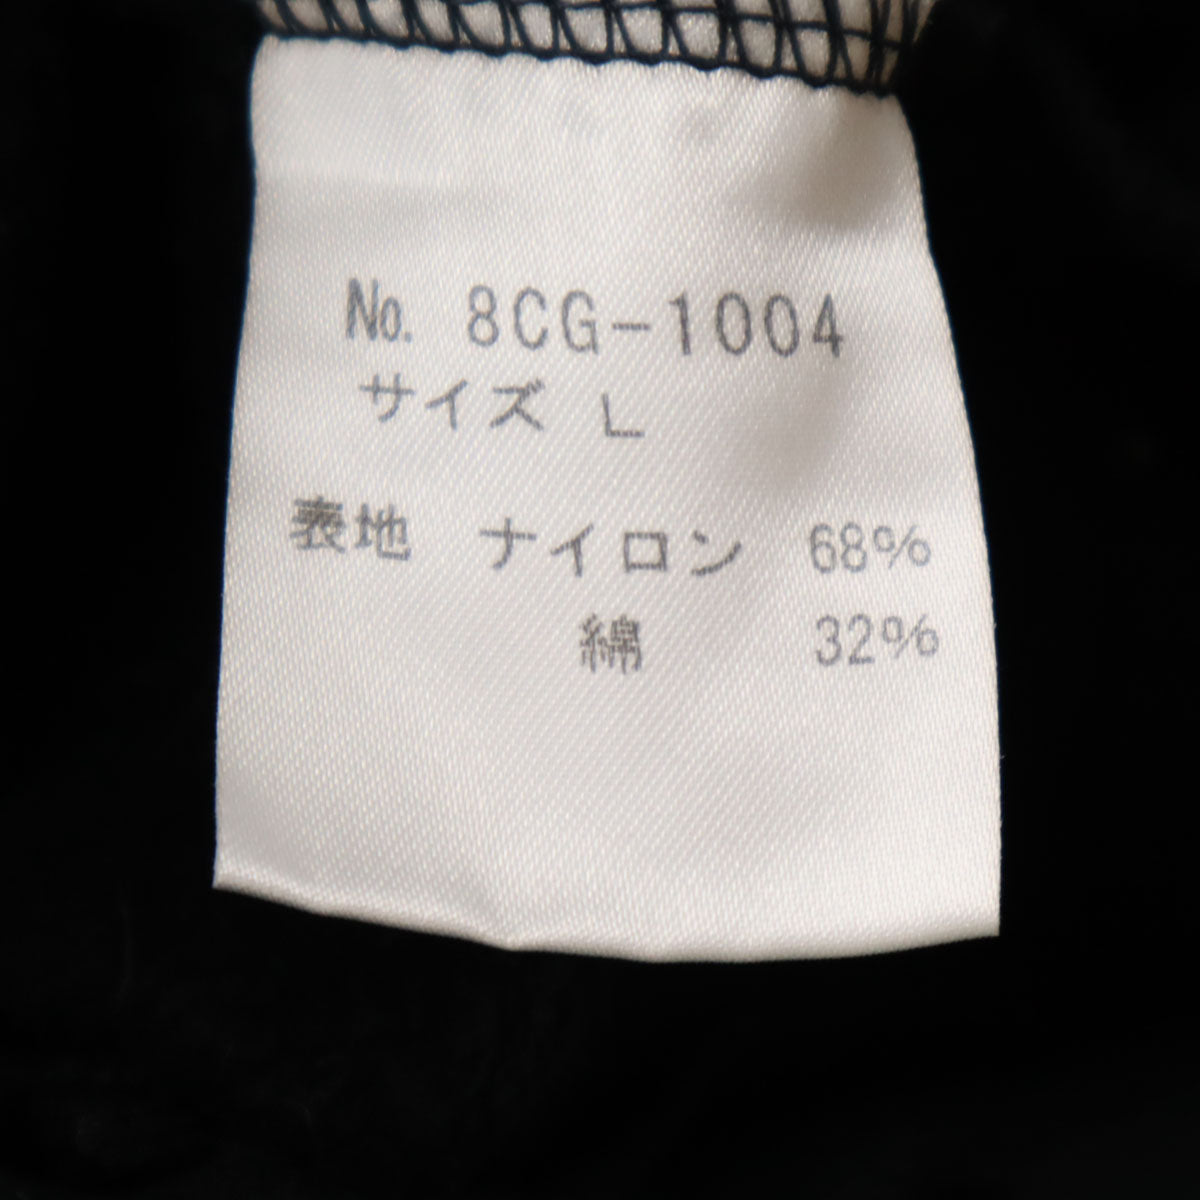 No. 8CG-1004
サイズ L
表地 ナイロン 68%
綿 32%